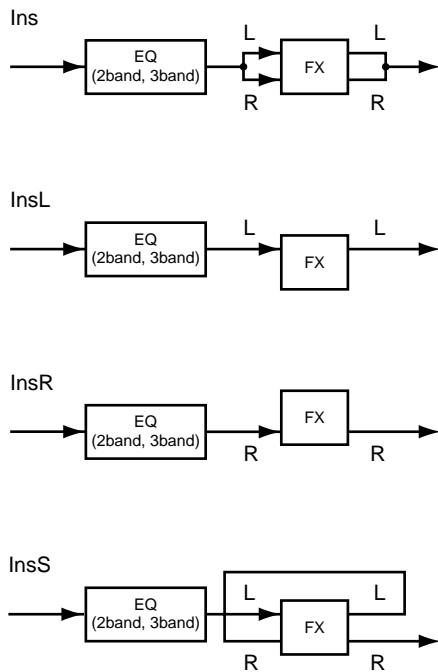 Ins
L
EQ
(2band, 3band)
FX
L
R
R
InsL
L
EQ
(2band, 3band)
FX
L
InsR
EQ
(2band, 3band)
FX
R
R
InsS
L
L
EQ
(2band, 3band)
FX
R
R